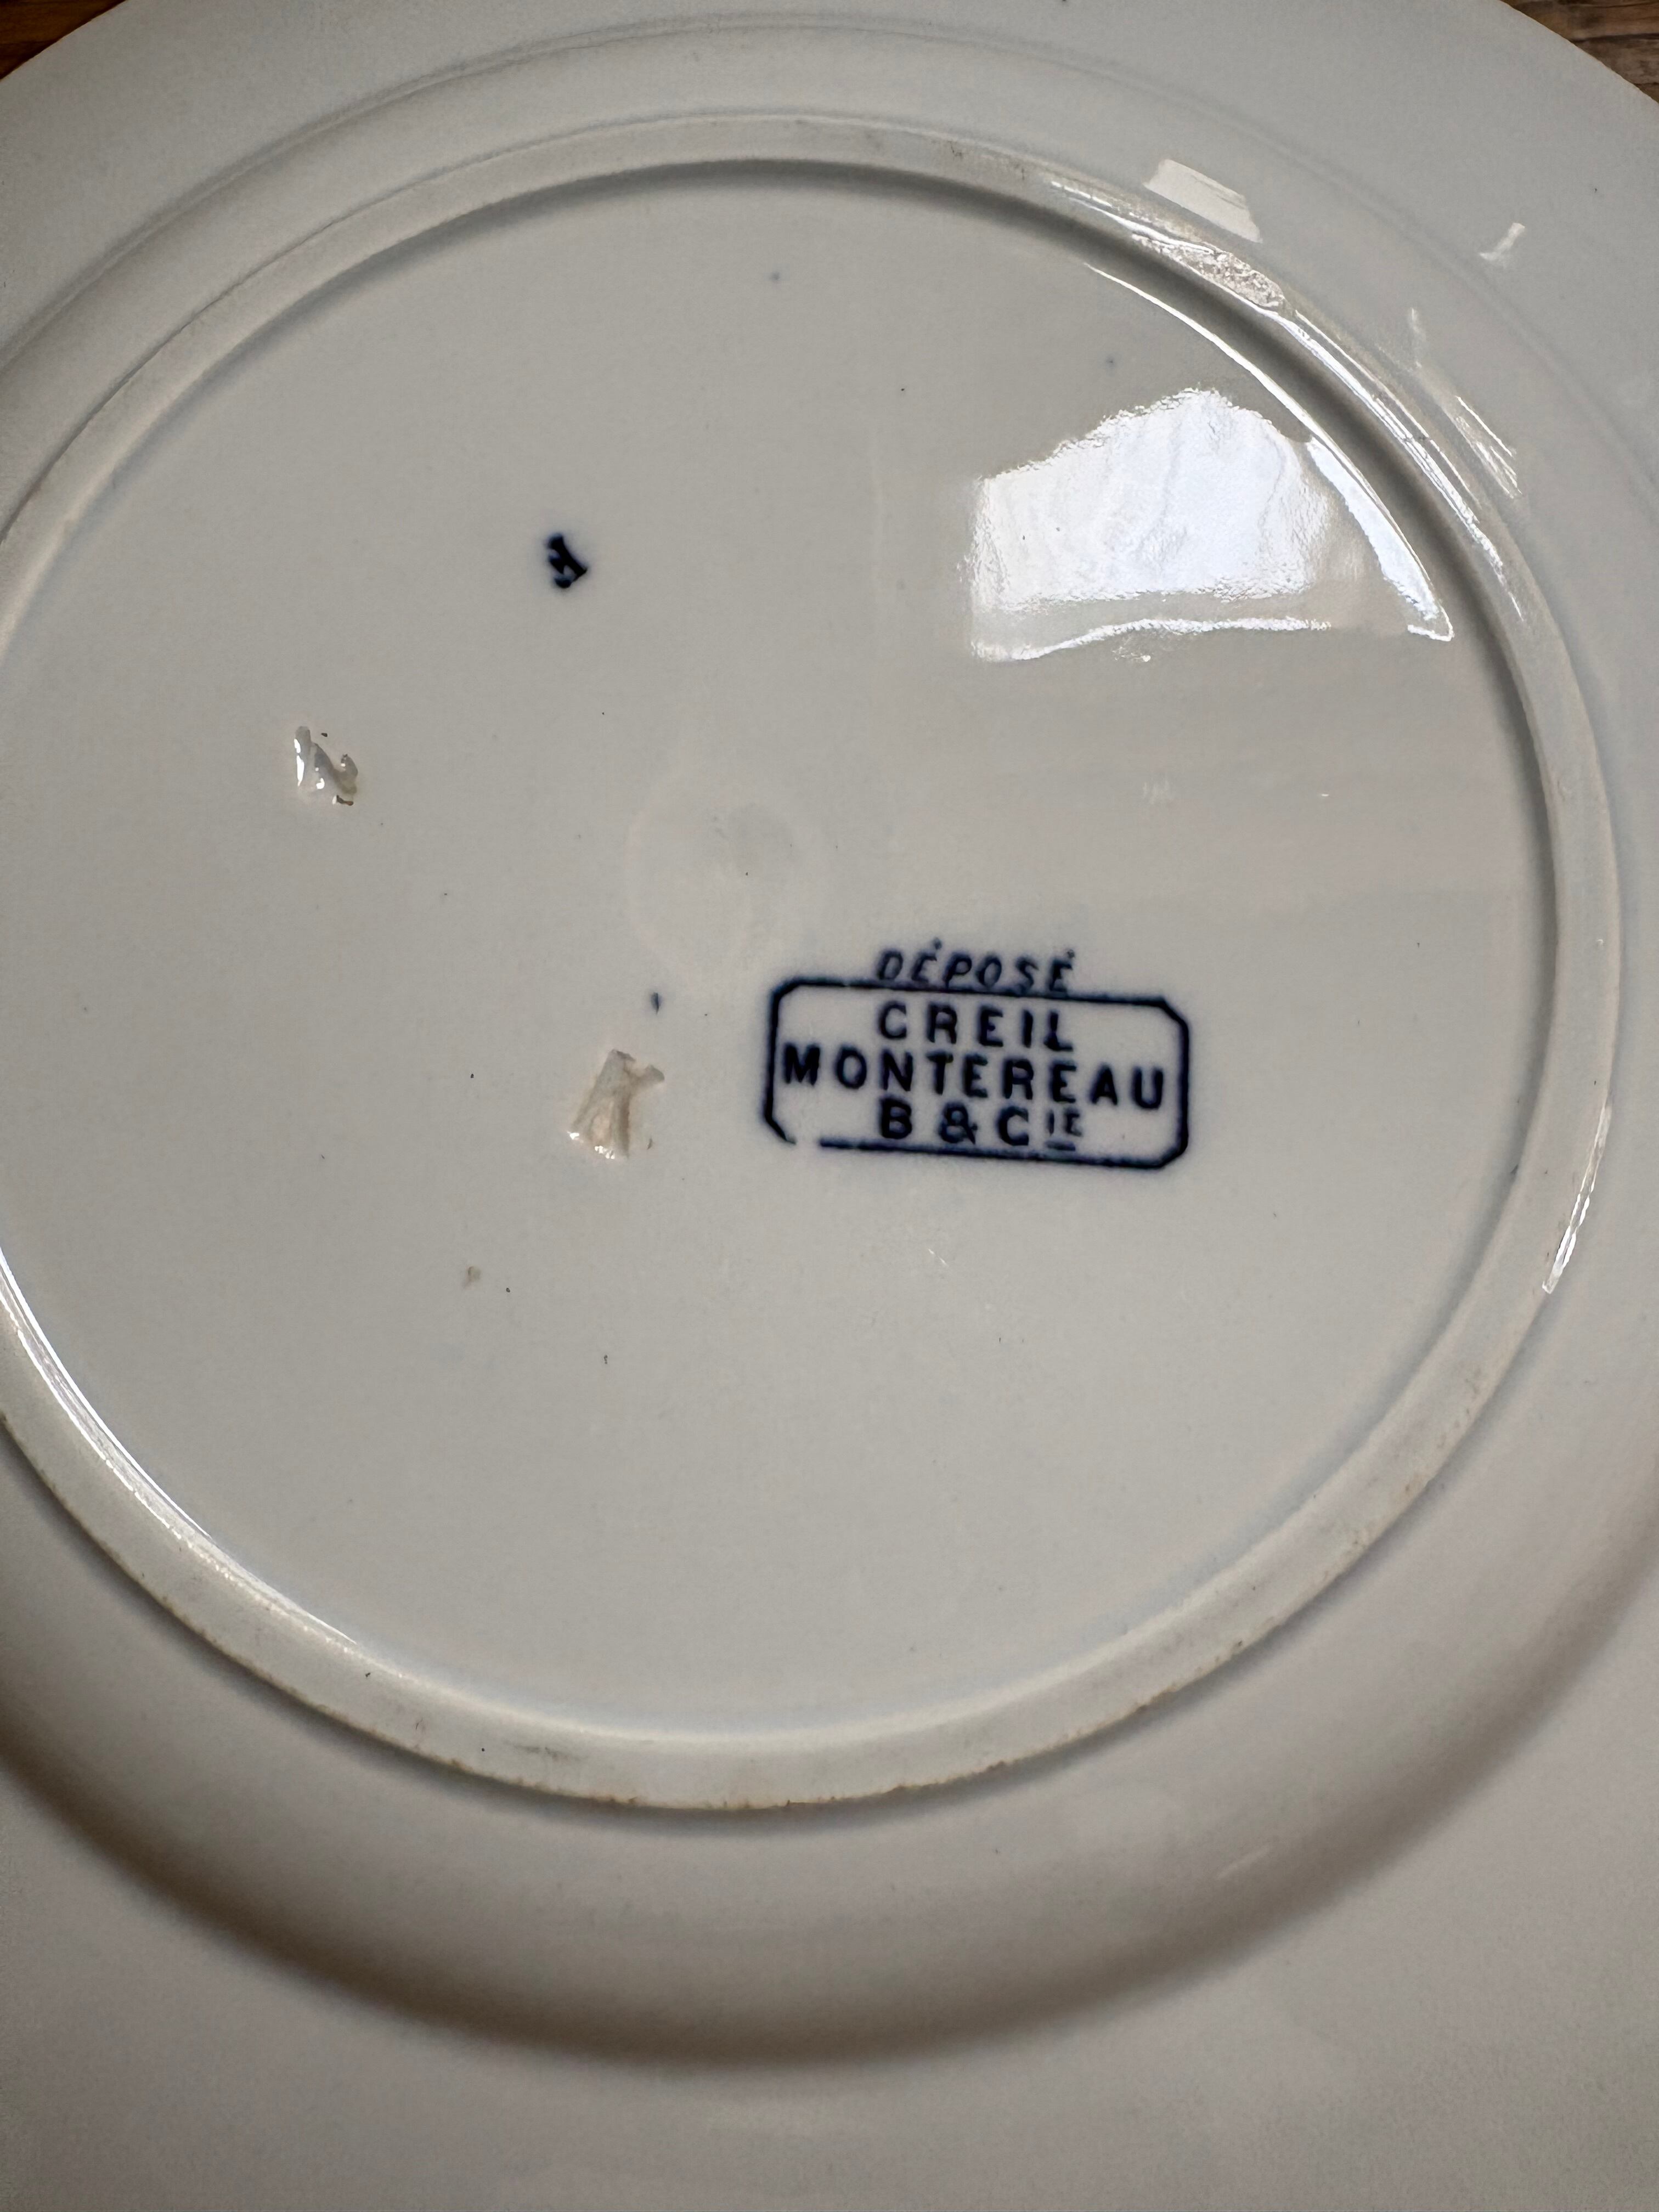 DÉPOSÉ
CREIL
MONTEREAU
B & CIE